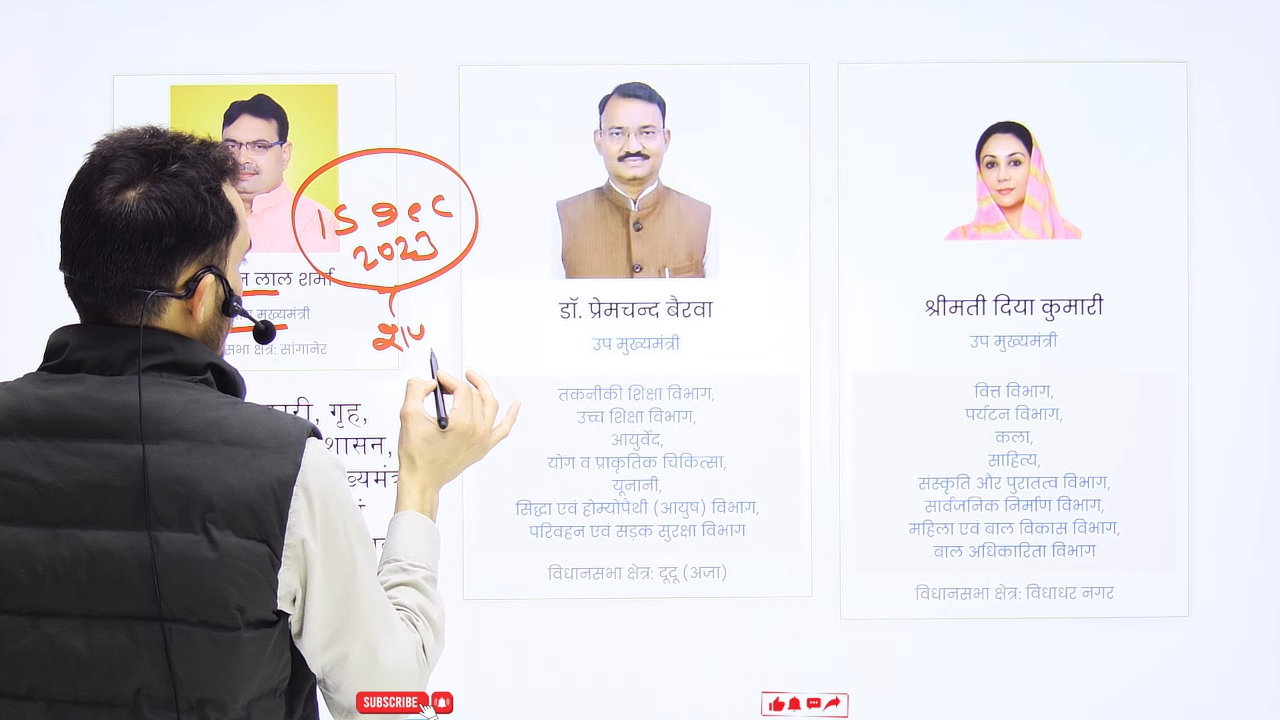 15 Dec
2023
लाल शर्मा
मुख्यमंत्री
सांगानेर
गृह,
डॉ. प्रेमचन्द बैरवा
उप मुख्यमंत्री
तकनीकी शिक्षा विभाग,
उच्च शिक्षा विभाग,
आयुर्वेद,
योग व प्राकृतिक चिकित्सा,
यूनानी,
सिद्धा एवं होम्योपैथी (आयुष) विभाग,
परिवहन एवं सड़क सुरक्षा विभाग
विधानसभा क्षेत्र: दूदू (अजा)
श्रीमती दिया कुमारी
उप मुख्यमंत्री
वित्त विभाग,
पर्यटन विभाग,
कला,
साहित्य,
संस्कृति और पुरातत्व विभाग,
सार्वजनिक निर्माण विभाग,
महिला एवं बाल विकास विभाग,
बाल अधिकारिता विभाग
विधानसभा क्षेत्र: विधाधर नगर
SUBSCRIBE